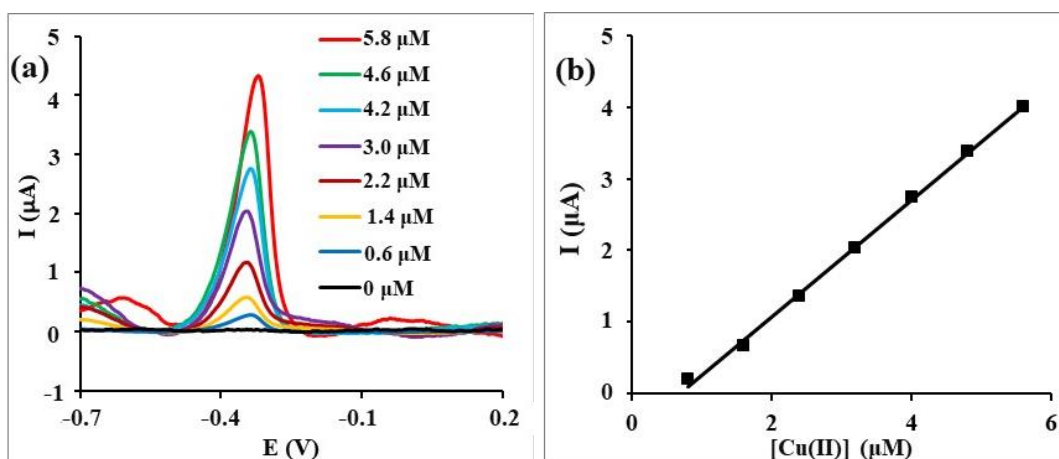 (a)
5
4
3
2
1
0
-1
I (µA)
-0.7
-0.4
-0.1
0.2
E (V)
5.8 µM
4.6 µM
4.2 µM
3.0 µM
2.2 µM
1.4 µM
0.6 µM
0 µM
(b)
5
4
3
2
1
0
I (µA)
0
2
4
6
[Cu(II)] (µM)